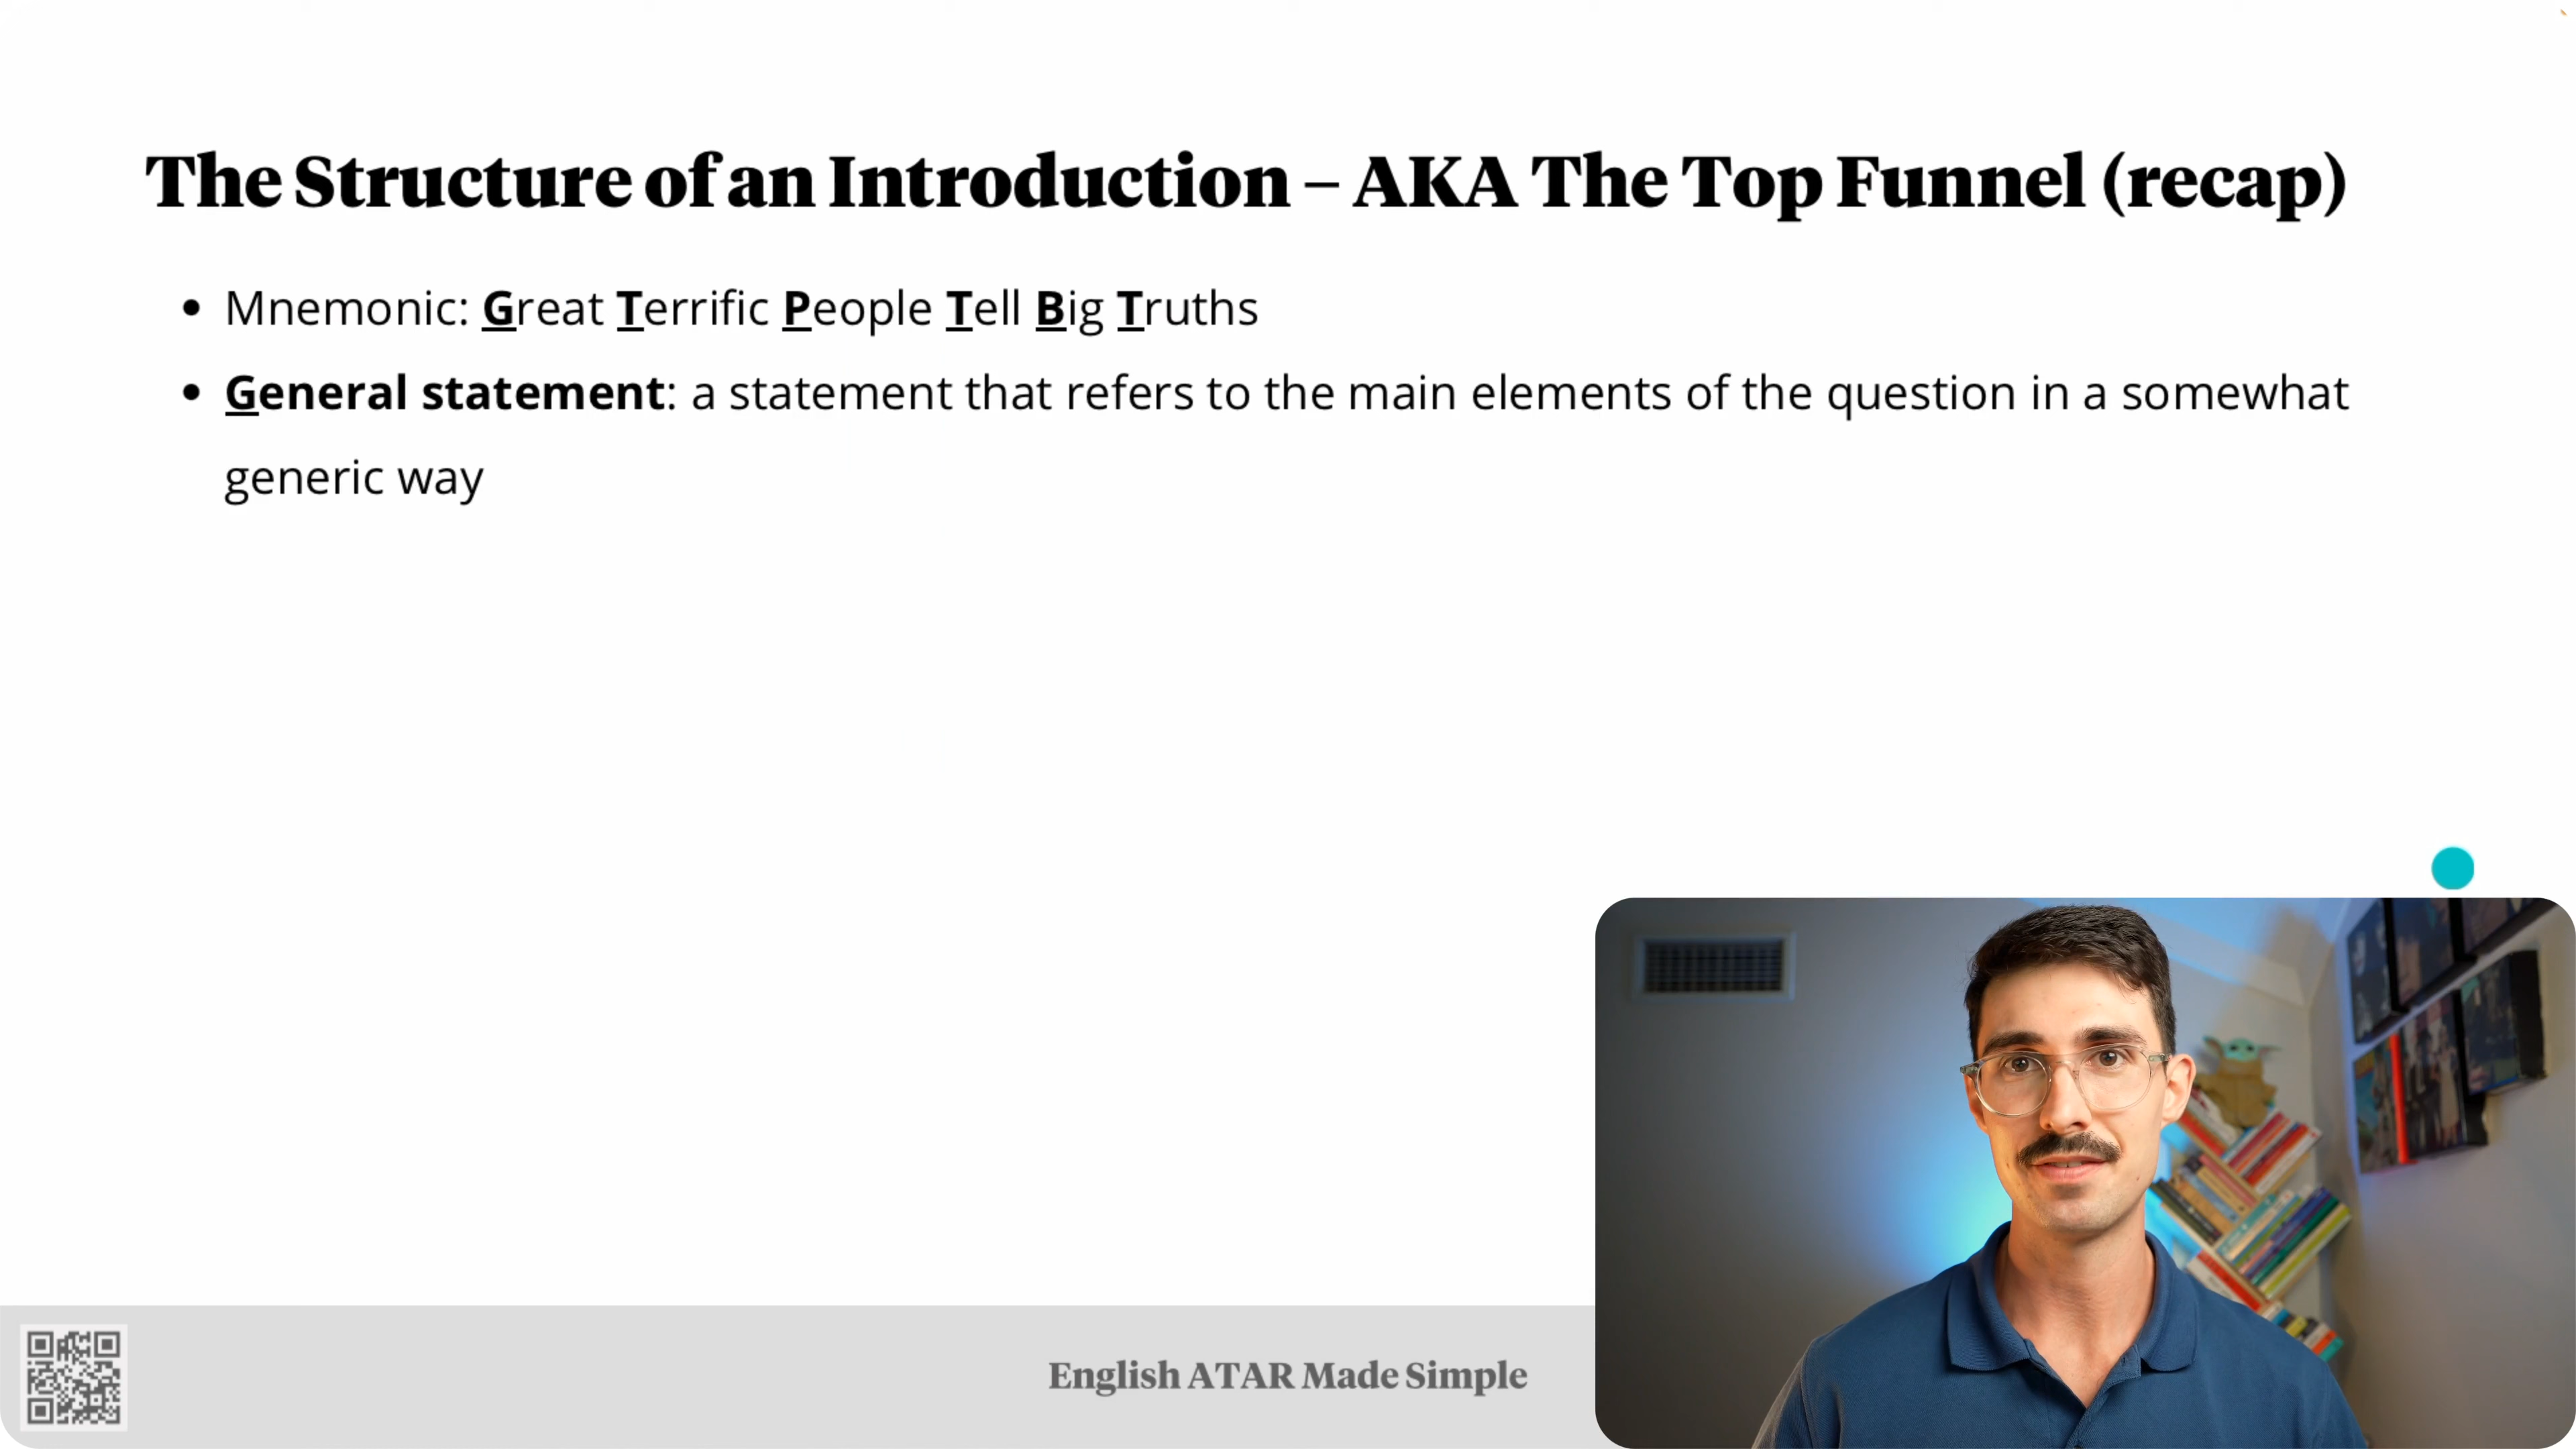 The Structure of an Introduction – AKA The Top Funnel (recap)
• Mnemonic: Great Terrific People Tell Big Truths
• General statement: a statement that refers to the main elements of the question in a somewhat
generic way
English ATAR Made Simple